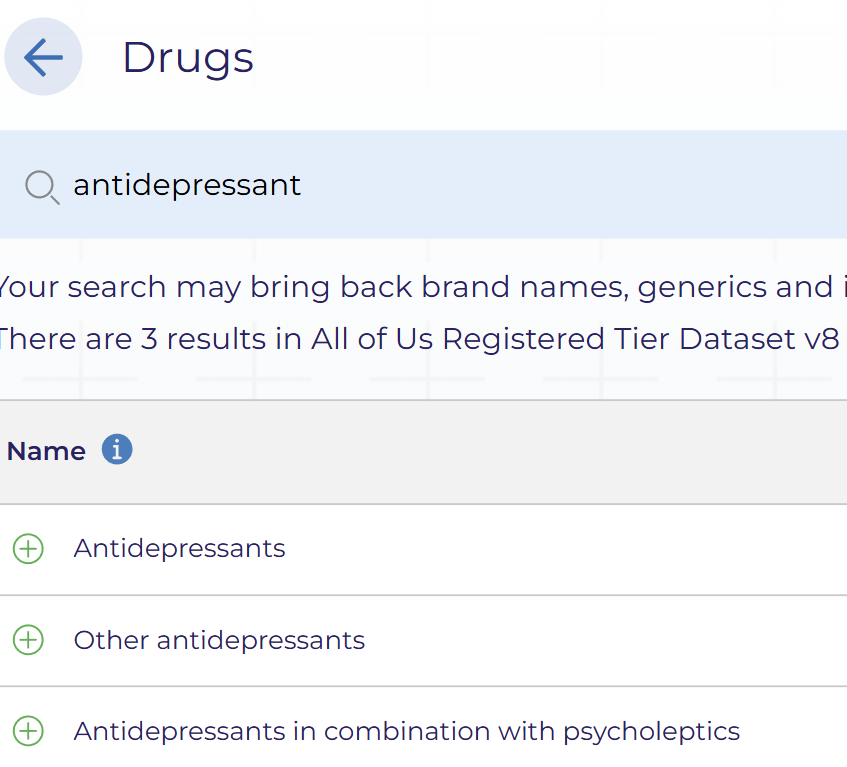 Drugs
antidepressant
Your search may bring back brand names, generics and
There are 3 results in All of Us Registered Tier Dataset v8
Name
Antidepressants
Other antidepressants
Antidepressants in combination with psycholeptics